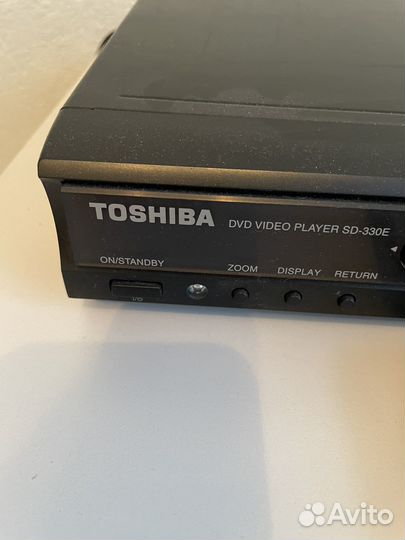 TOSHIBA DVD VIDEO PLAYER SD-330E
ON/STANDBY ZOOM DISPLAY RETURN
I/O
Avito